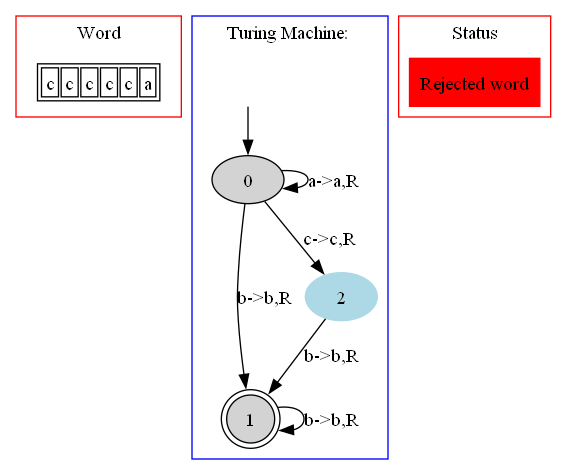 Word
c c c c c a
Turing Machine:
0
a->a,R
c->c,R
b->b,R
2
b->b,R
1
b->b,R
Status
Rejected word